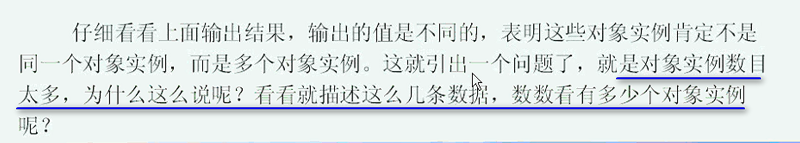 仔细看看上面输出结果，输出的值是不同的，表明这些对象实例肯定不是
同一个对象实例，而是多个对象实例。这就引出一个问题了，就是对象实例数目
太多，为什么这么说呢？看看就描述这么几条数据，数数看有多少个对象实例
呢？